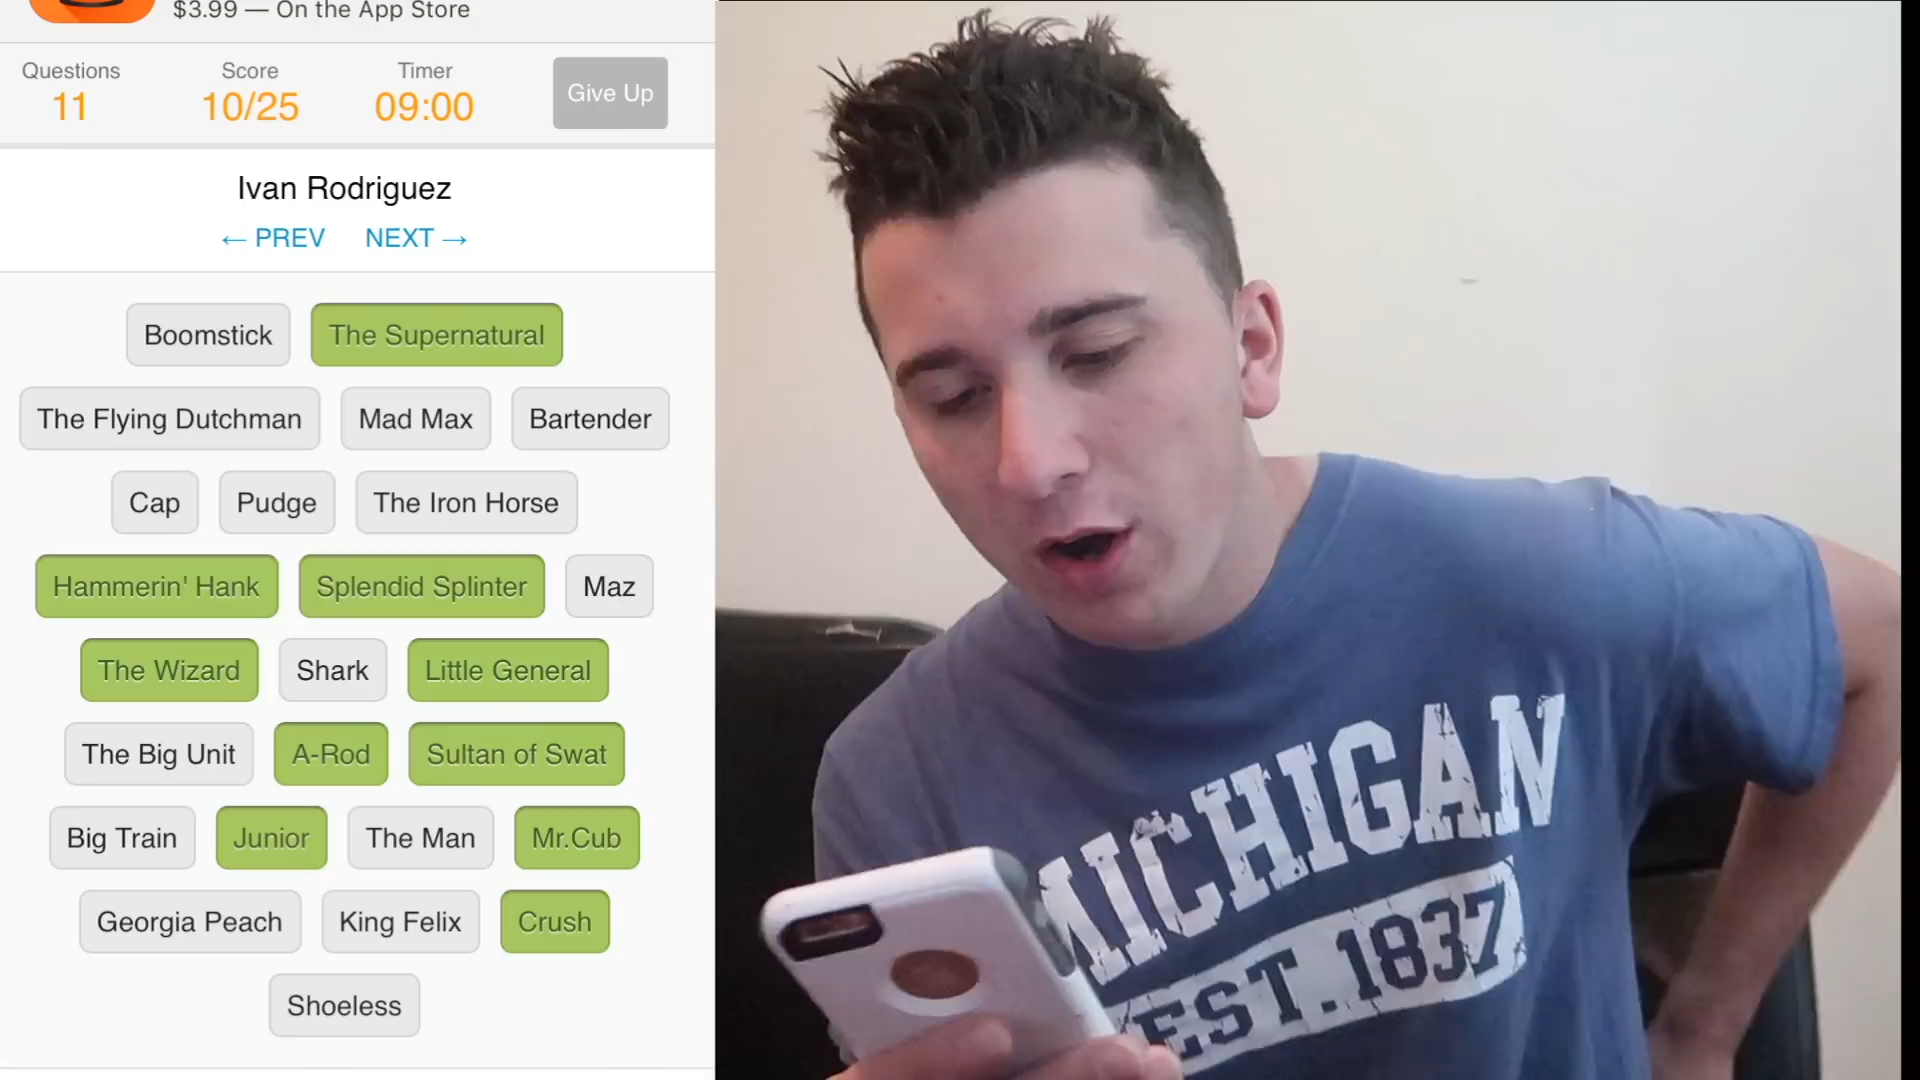 $3.99 — On the App Store
Questions Score Timer
11 10/25 09:00 Give Up
Ivan Rodriguez
← PREV NEXT →
Boomstick The Supernatural
The Flying Dutchman Mad Max Bartender
Cap Pudge The Iron Horse
Hammerin' Hank Splendid Splinter Maz
The Wizard Shark Little General
The Big Unit A-Rod Sultan of Swat
Big Train Junior The Man Mr.Cub
Georgia Peach King Felix Crush
Shoeless
MICHIGAN
EST.1837